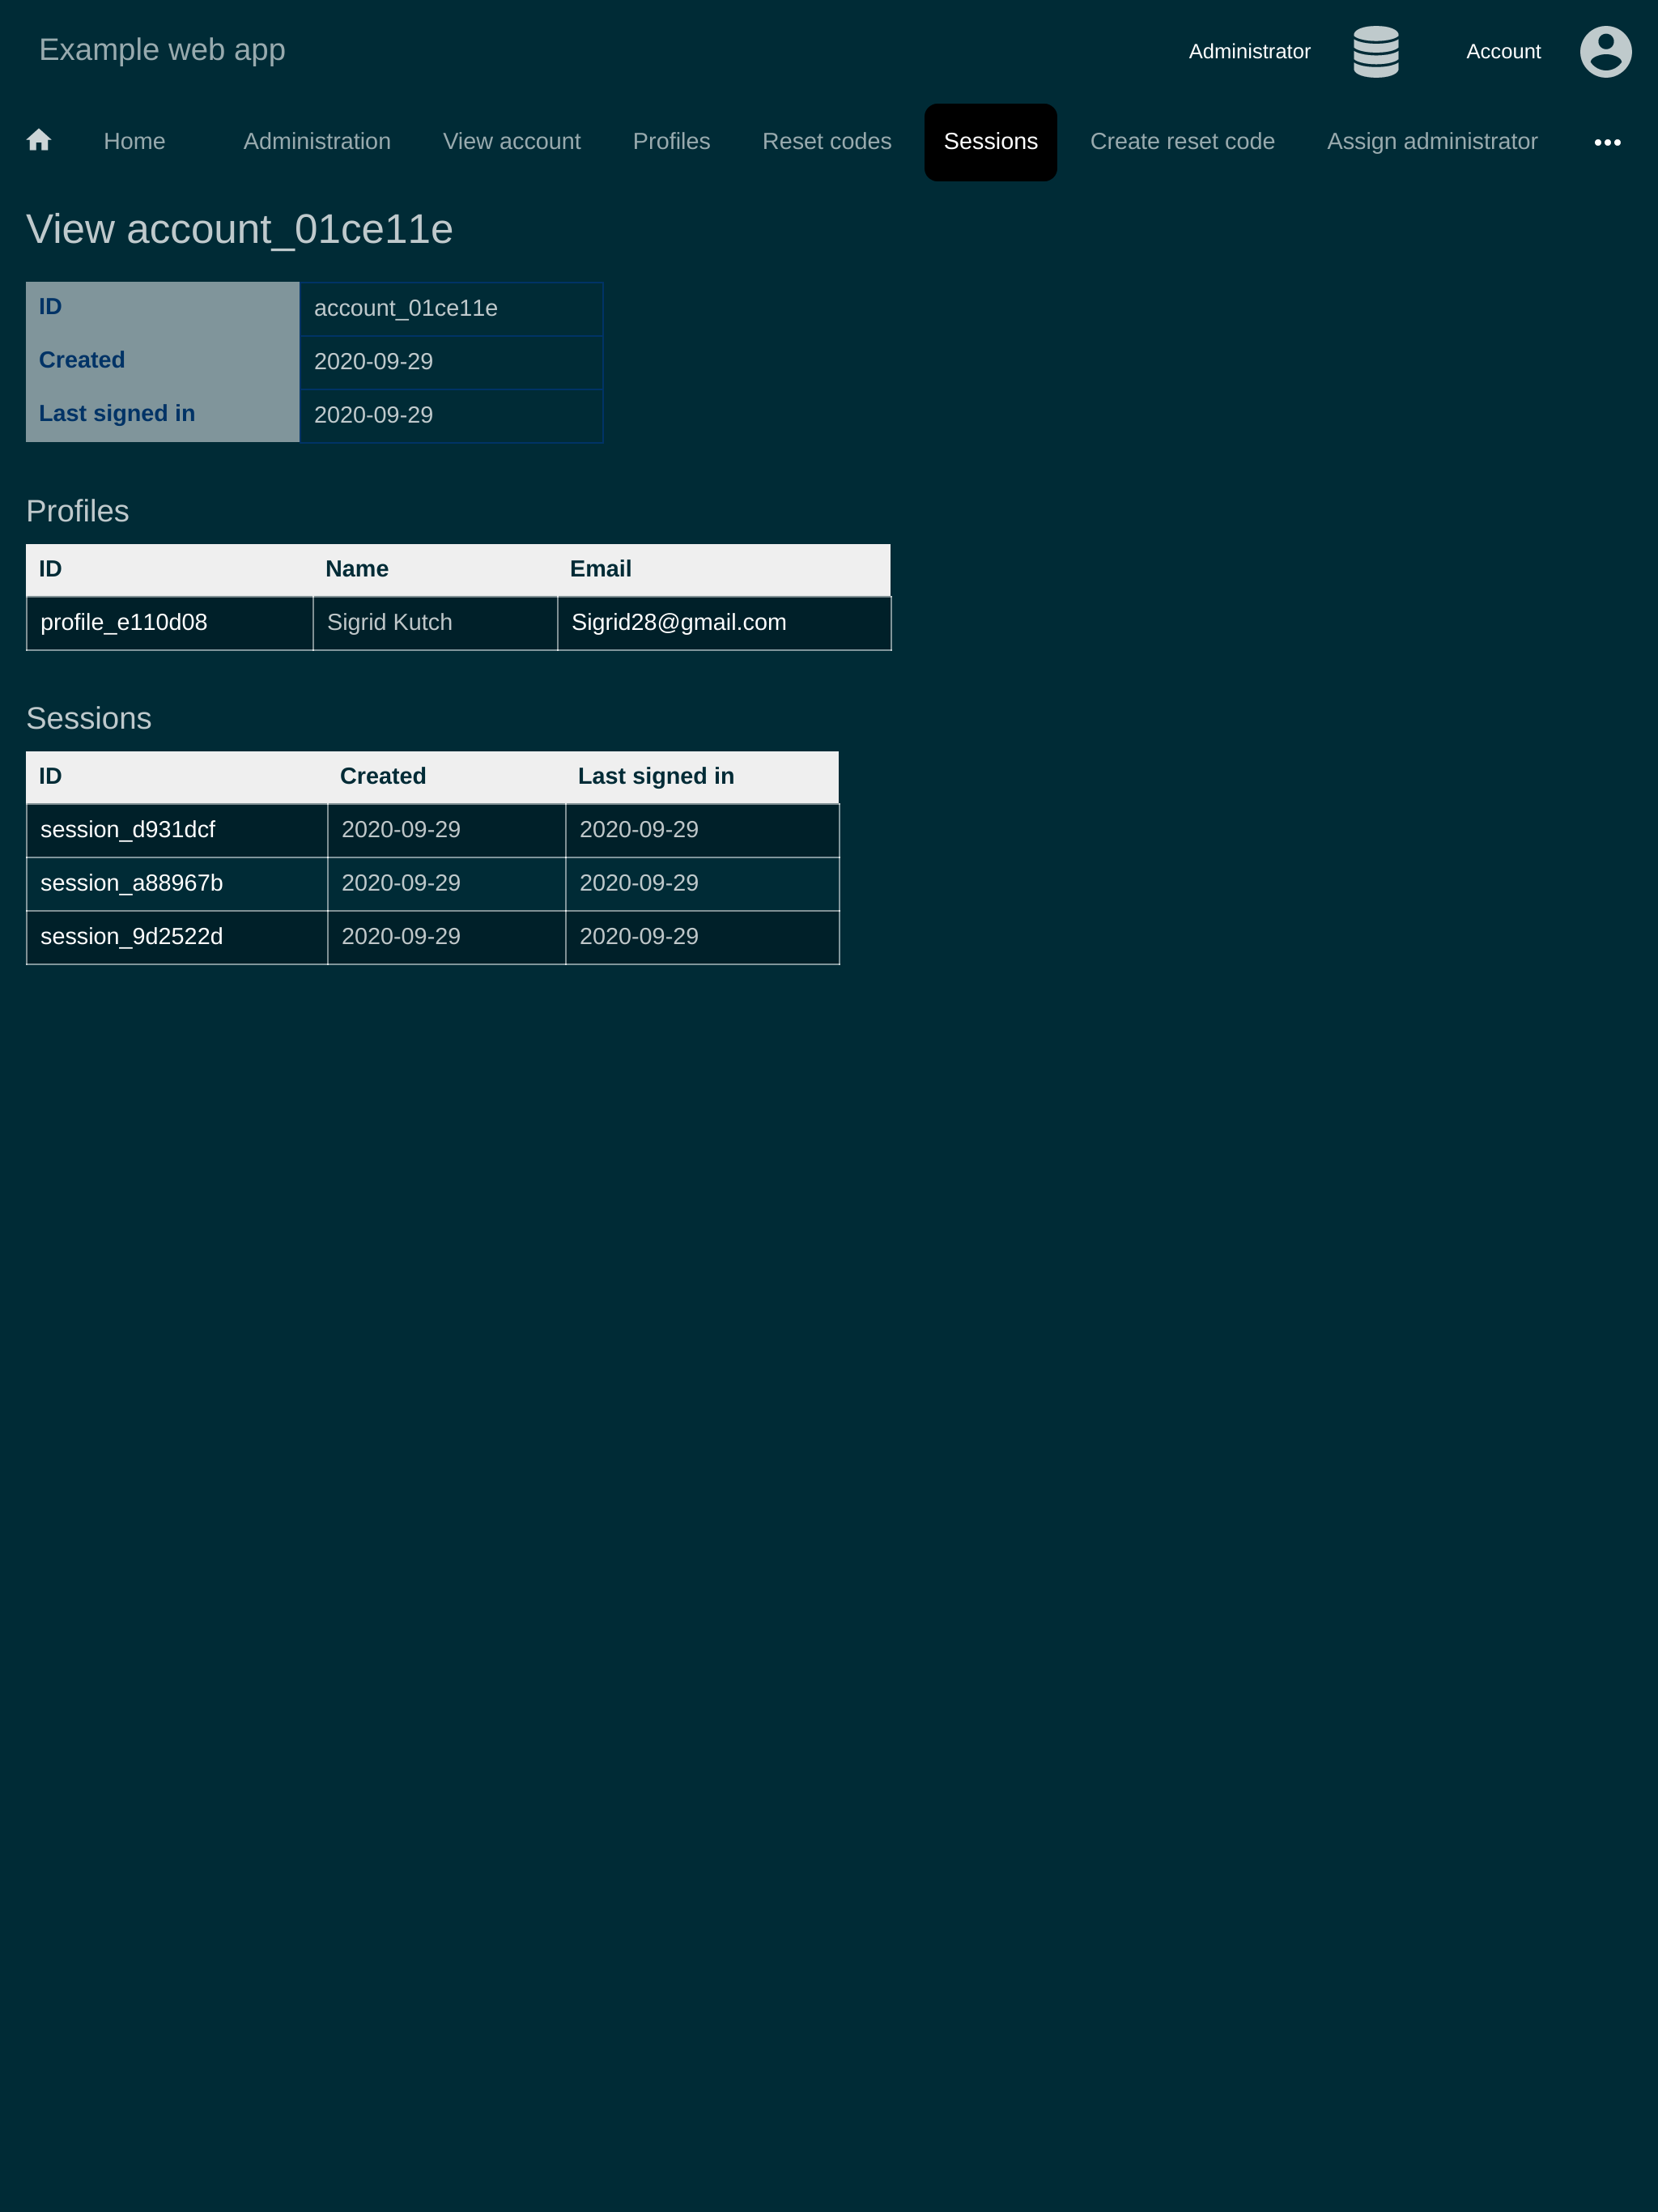 Example web app
Administrator
Account
Home
Administration
View account
Profiles
Reset codes
Sessions
Create reset code
Assign administrator
View account_01ce11e
ID account_01ce11e
Created 2020-09-29
Last signed in 2020-09-29
Profiles
ID Name Email
profile_e110d08 Sigrid Kutch Sigrid28@gmail.com
Sessions
ID Created Last signed in
session_d931dcf 2020-09-29 2020-09-29
session_a88967b 2020-09-29 2020-09-29
session_9d2522d 2020-09-29 2020-09-29